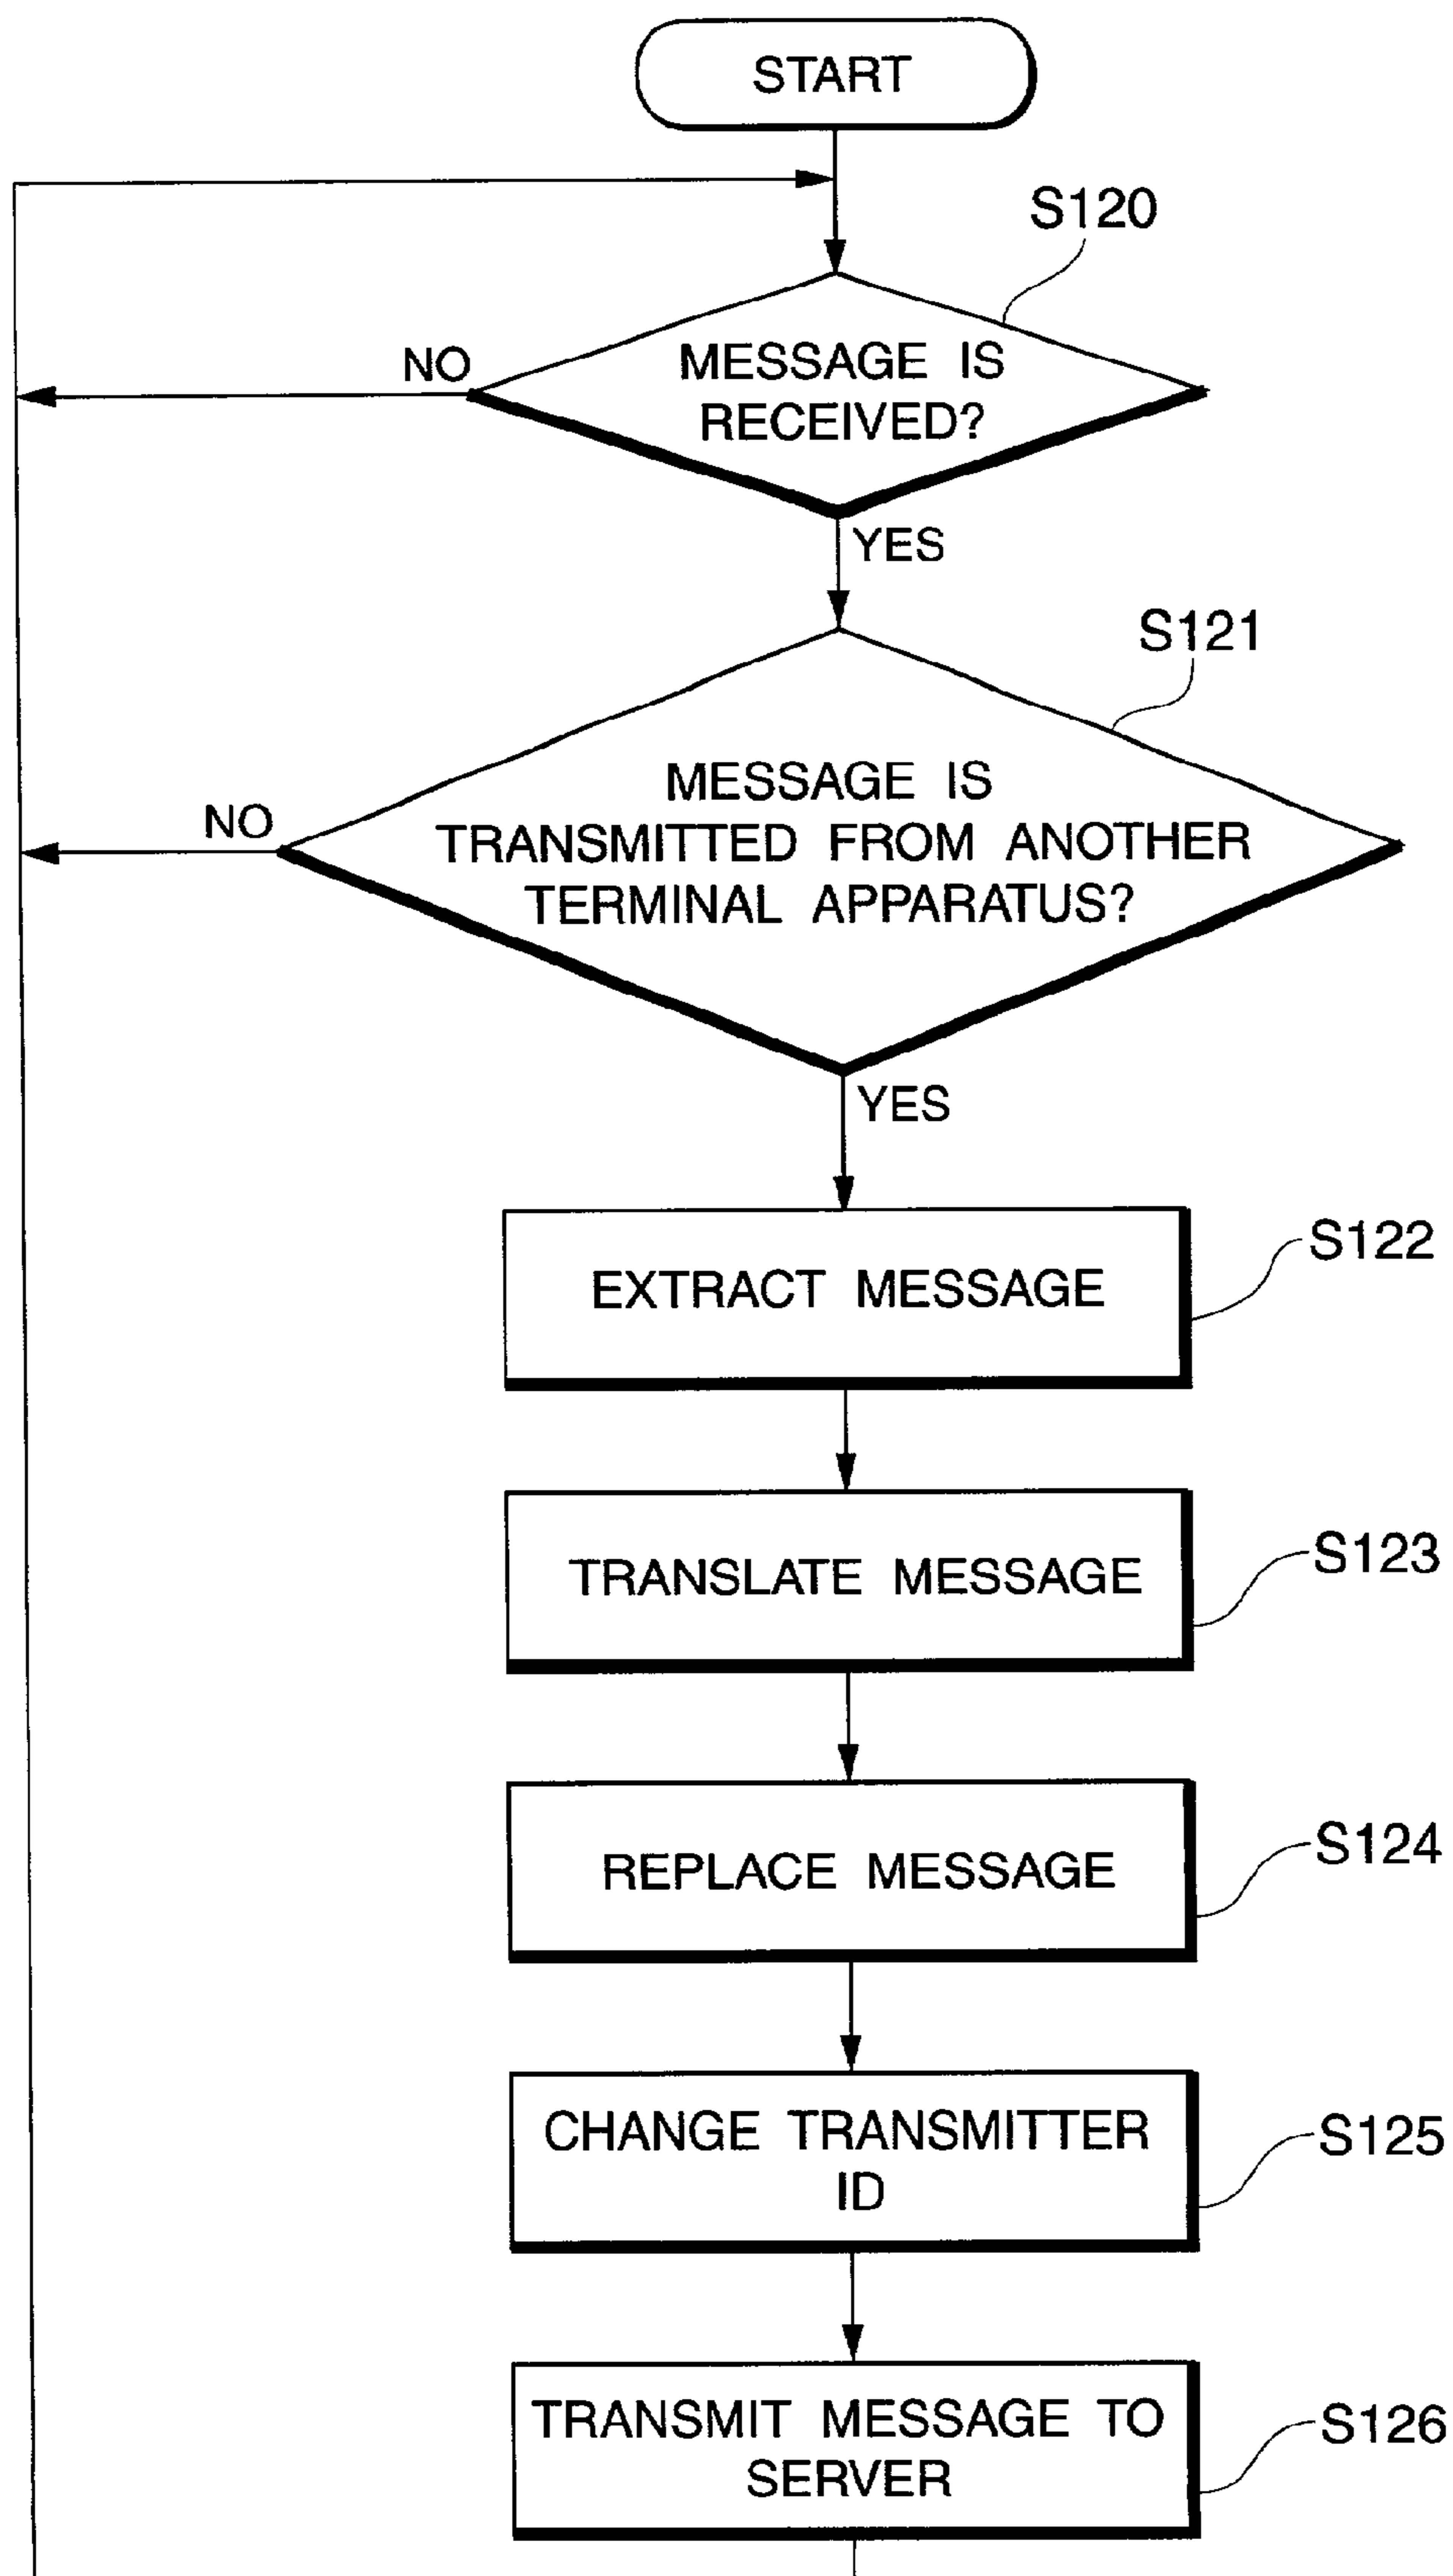 START
S120
MESSAGE IS
RECEIVED?
NO
YES
S121
MESSAGE IS
TRANSMITTED FROM ANOTHER
TERMINAL APPARATUS?
NO
YES
EXTRACT MESSAGE
S122
TRANSLATE MESSAGE
S123
REPLACE MESSAGE
S124
CHANGE TRANSMITTER
ID
S125
TRANSMIT MESSAGE TO
SERVER
S126